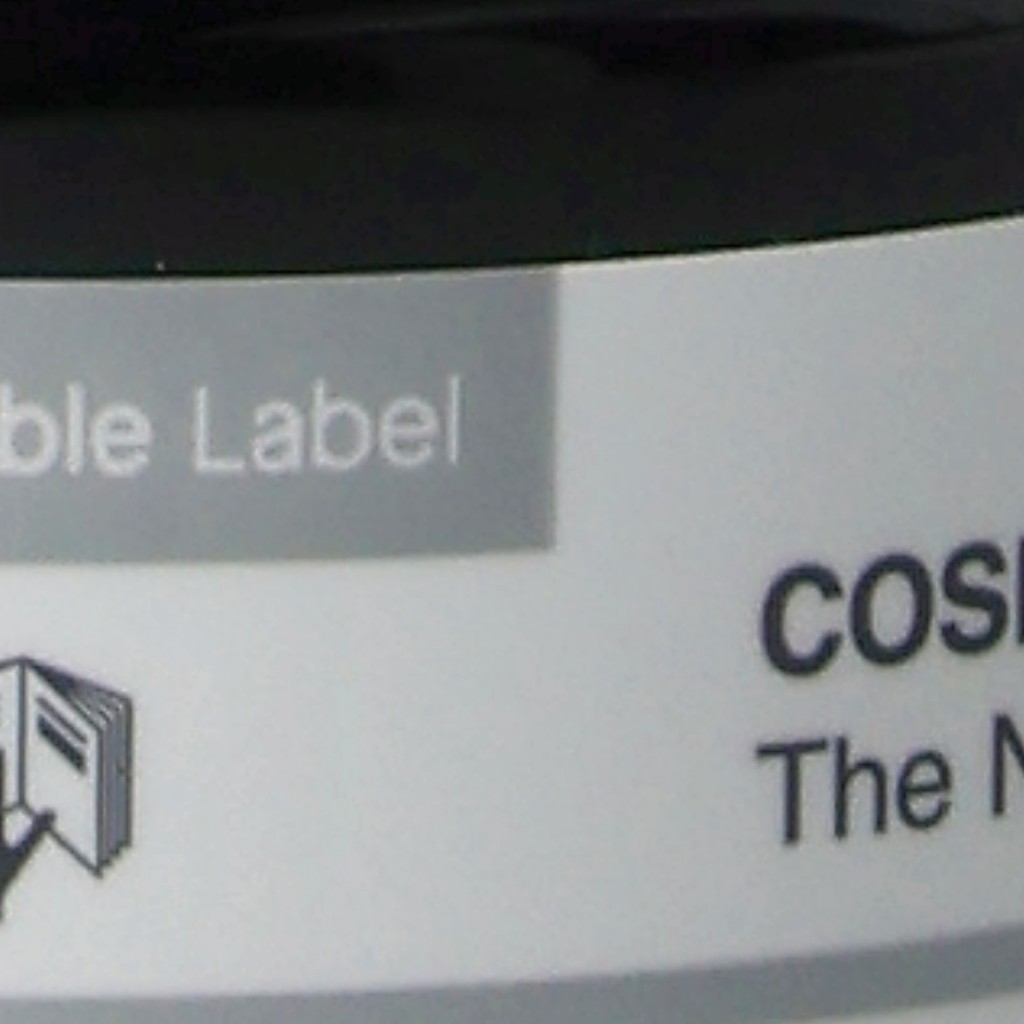 ble Label
COS
The N